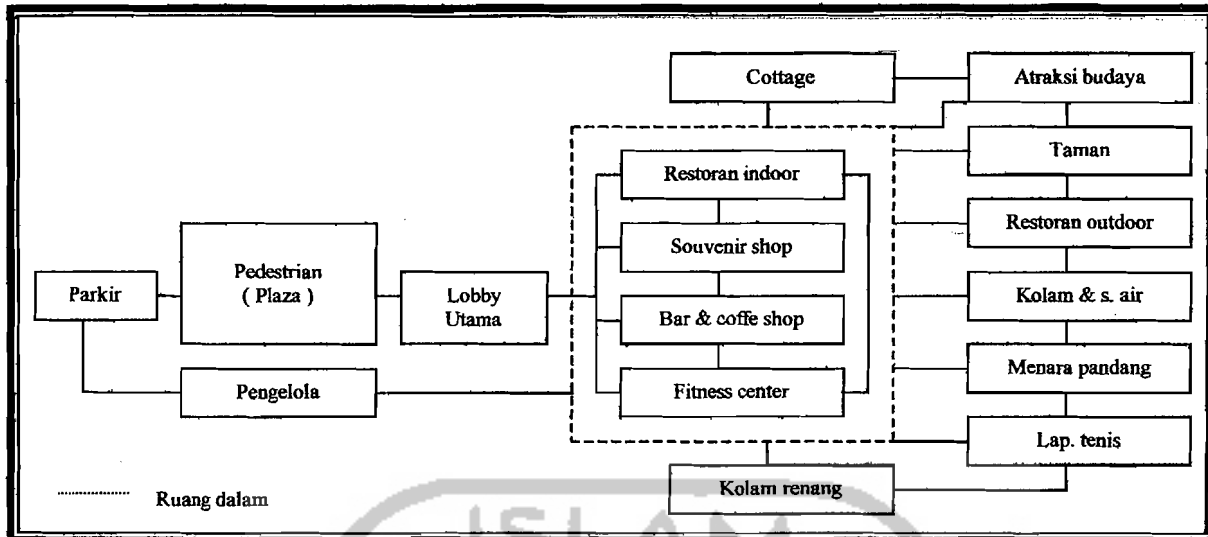 Cottage
Atraksi budaya
Restoran indoor
Taman
Souvenir shop
Restoran outdoor
Parkir
Pedestrian
( Plaza )
Lobby
Utama
Bar & coffe shop
Kolam & s. air
Pengelola
Fitness center
Menara pandang
Lap. tenis
Kolam renang
Ruang dalam
ISLAM